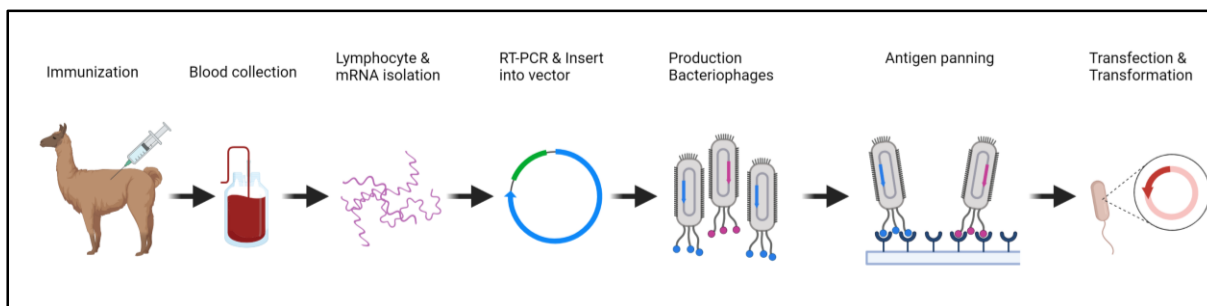 Immunization
Blood collection
Lymphocyte &
mRNA isolation
RT-PCR & Insert
into vector
Production
Bacteriophages
Antigen panning
Transfection &
Transformation